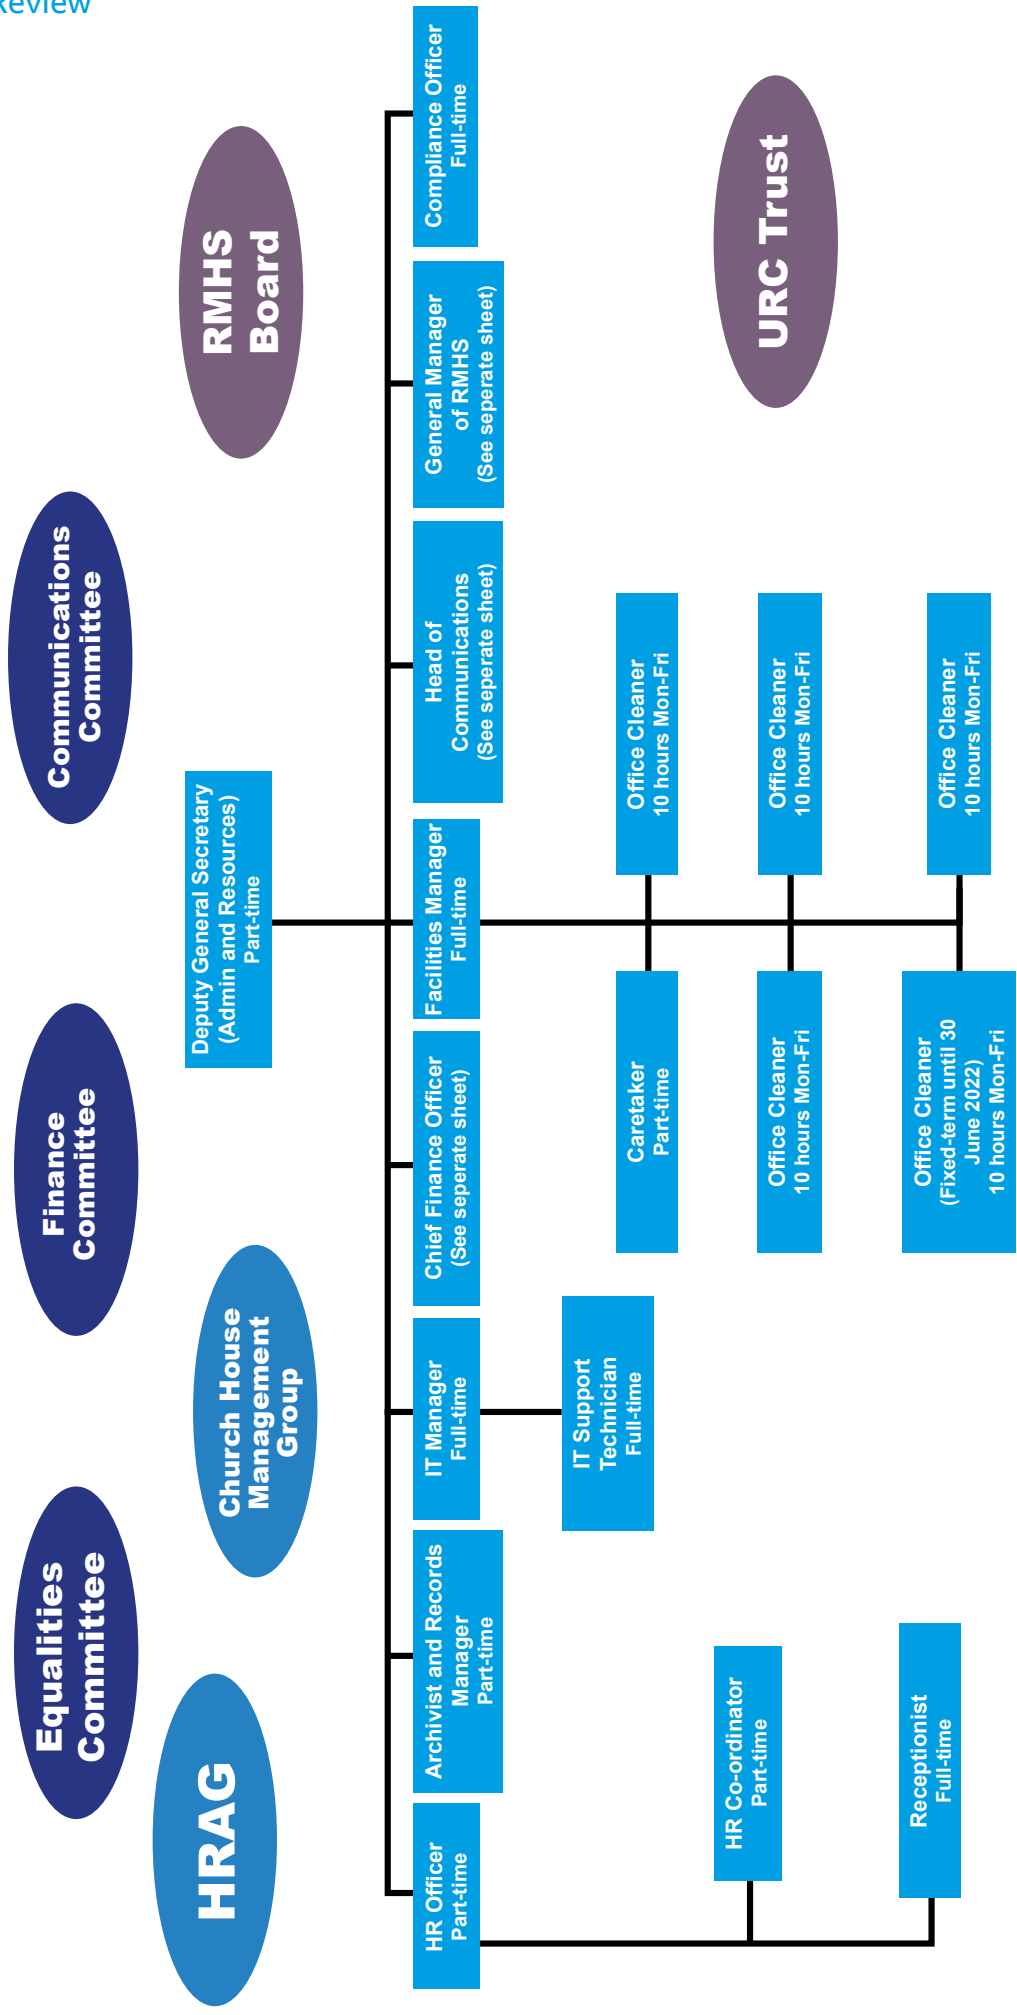 Review
Equalities
Committee
Finance
Committee
Communications
Committee
HRAG
Church House
Management
Group
RMHS
Board
Deputy General Secretary
(Admin and Resources)
Part-time
HR Officer
Part-time
Archivist and Records
Manager
Part-time
IT Manager
Full-time
Chief Finance Officer
(See seperate sheet)
Facilities Manager
Full-time
Head of
Communications
(See seperate sheet)
General Manager
of RMHS
(See seperate sheet)
Compliance Officer
Full-time
IT Support
Technician
Full-time
Caretaker
Part-time
Office Cleaner
10 hours Mon-Fri
HR Co-ordinator
Part-time
Office Cleaner
10 hours Mon-Fri
Office Cleaner
10 hours Mon-Fri
URC Trust
Receptionist
Full-time
Office Cleaner
(Fixed-term until 30
June 2022)
10 hours Mon-Fri
Office Cleaner
10 hours Mon-Fri